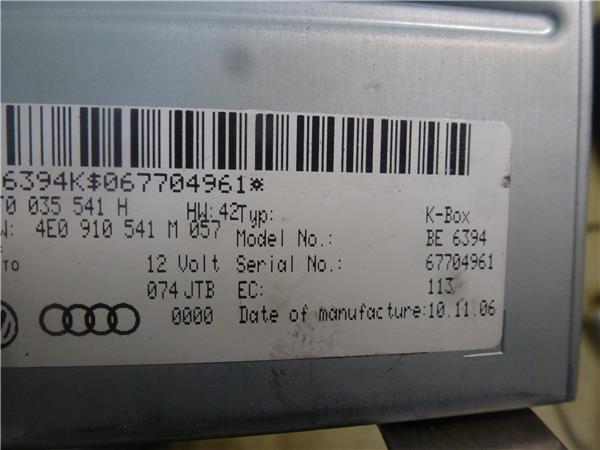 6394K$067704961*
035 541 H HW:42 Typ: K-Box
4E0 910 541 M 057 Model No.: BE 6394
TO 12 Volt Serial No.: 67704961
074 JTB EC: 113
0000 Date of manufacture: 10.11.06